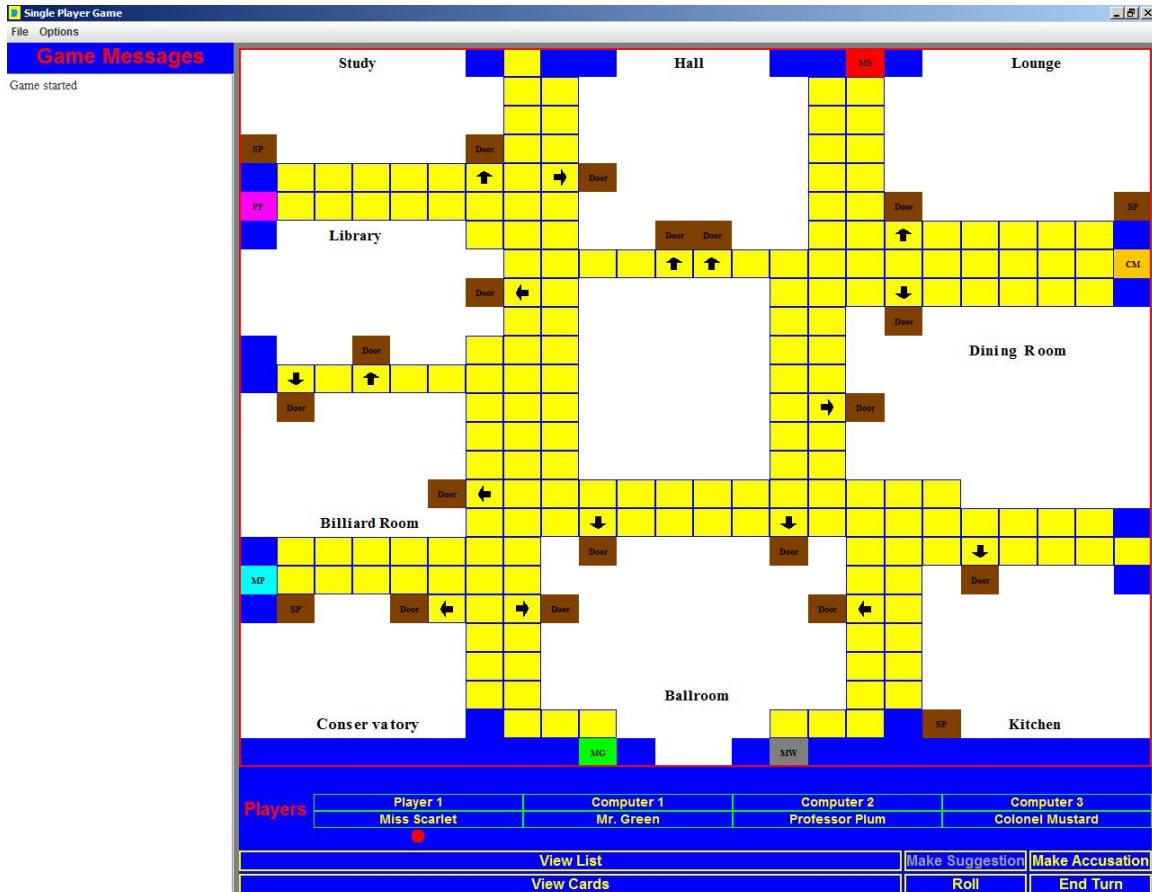 Single Player Game
File Options
Game Messages
Game started
Study Hall MS Lounge
SP Door
Door
PP Door SP
Library Door Door
CM
Door
Door
Door Dining Room
Door Door
Door
Billiard Room
Door Door
MP Door
SP Door Door Door
Ballroom
Conser vatory SP Kitchen
MG MW
Players
Player 1 Computer 1 Computer 2 Computer 3
Miss Scarlet Mr. Green Professor Plum Colonel Mustard
View List Make Suggestion Make Accusation
View Cards Roll End Turn